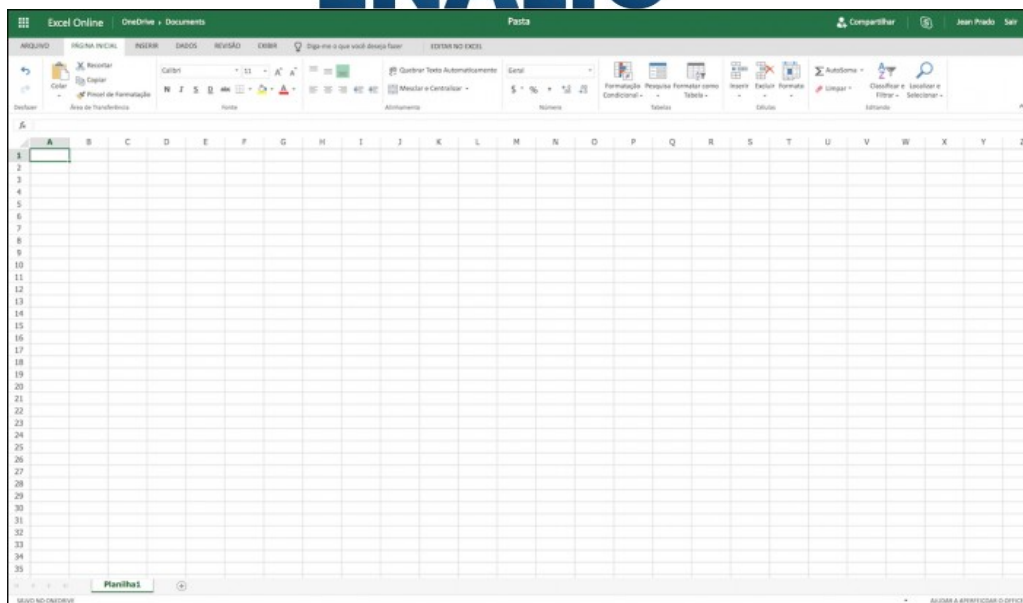 Excel Online OneDrive › Documents Pasta Compartilhar Jean Prado Sair
ARQUIVO PÁGINA INICIAL INSERIR DADOS REVISÃO EXIBIR Diga-me o que você deseja fazer EDITAR NO EXCEL
Recortar
Copiar
Pincel de Formatação
Colar
Calibri 11
N I S D abc
Quebrar Texto Automaticamente
Mesclar e Centralizar
Geral
$ %
Formatação Condicional
Pesquisa
Formatar como Tabela
Inserir Excluir Formato
AutoSoma
Limpar
Classificar e Filtrar
Localizar e Selecionar
Desfazer Área de Transferência Fonte Alinhamento Número Tabelas Células Editando
fx
A B C D E F G H I J K L M N O P Q R S T U V W X Y Z
1
2
3
4
5
6
7
8
9
10
11
12
13
14
15
16
17
18
19
20
21
22
23
24
25
26
27
28
29
30
31
32
33
34
35
Planilha1
SALVO NO ONEDRIVE AJUDAR A APERFEIÇOAR O OFFICE